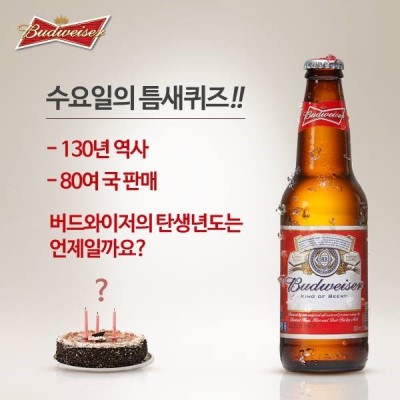 Budweiser
수요일의 틈새퀴즈!!
- 130년 역사
- 80여 국 판매
버드와이저의 탄생년도는
언제일까요?
?
Budweiser
Budweiser
KING OF BEERS